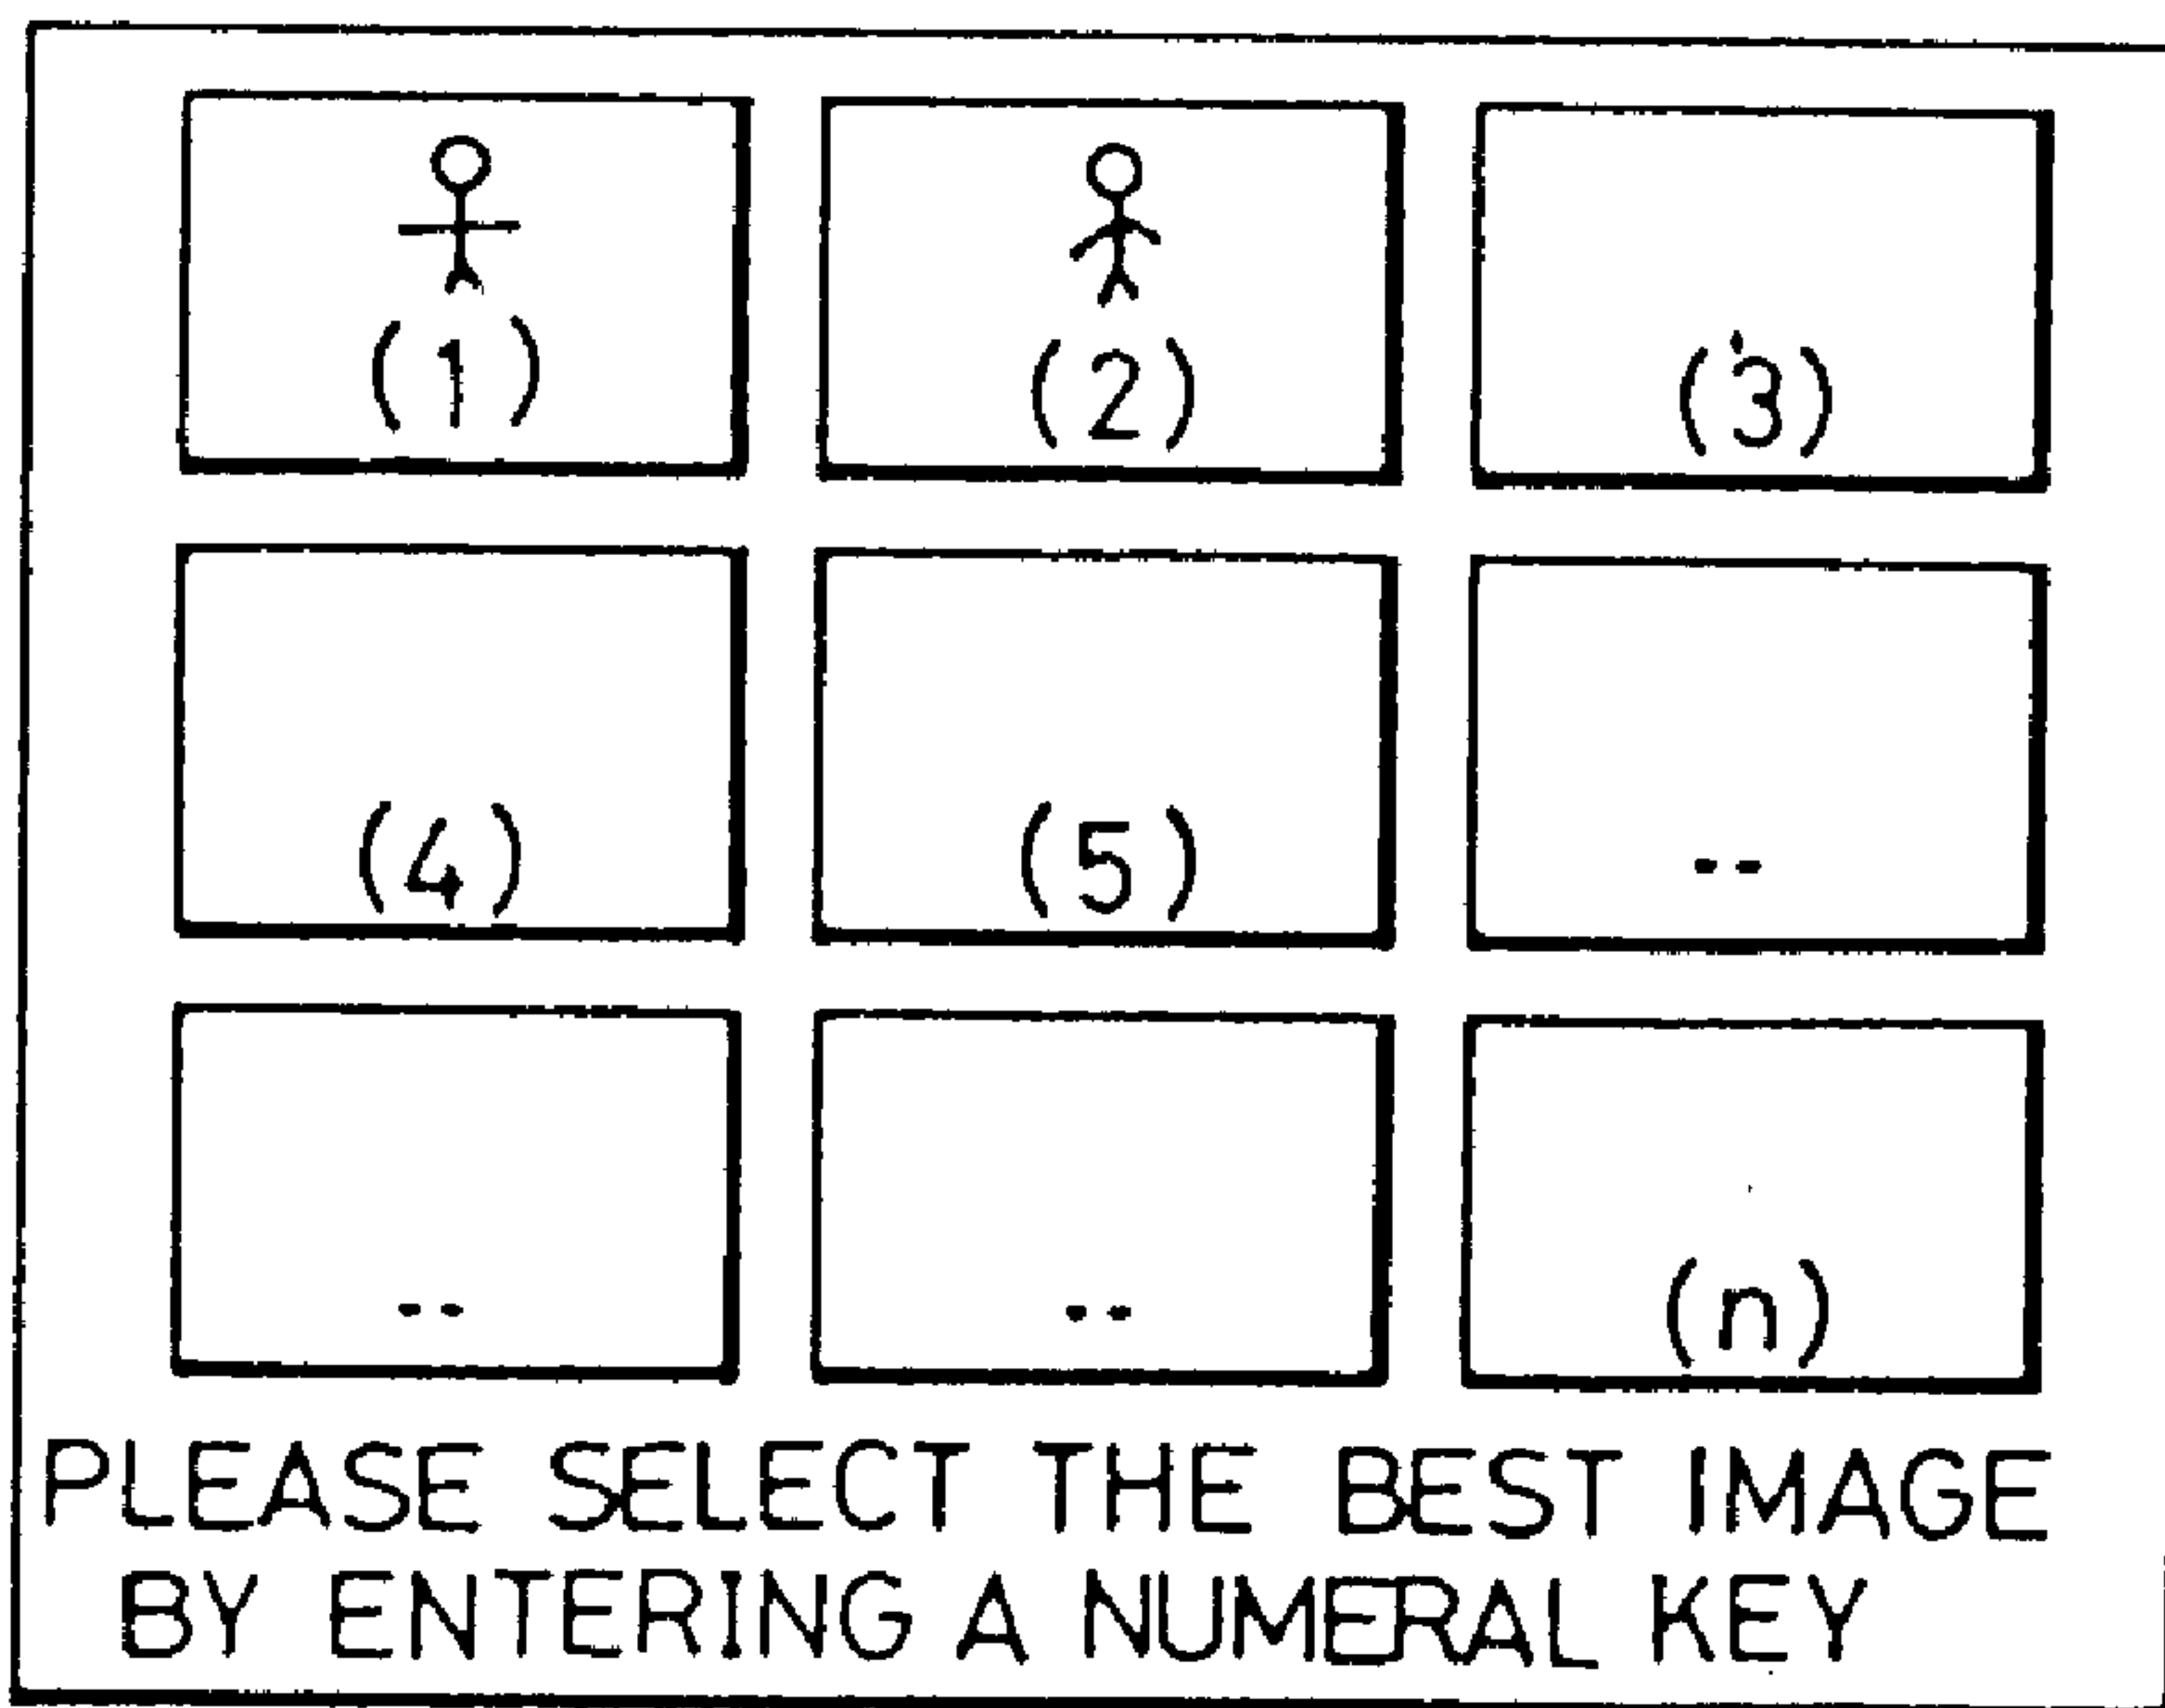 (1) (2) (3)
(4) (5) --
-- -- (n)
PLEASE SELECT THE BEST IMAGE
BY ENTERING A NUMERAL KEY